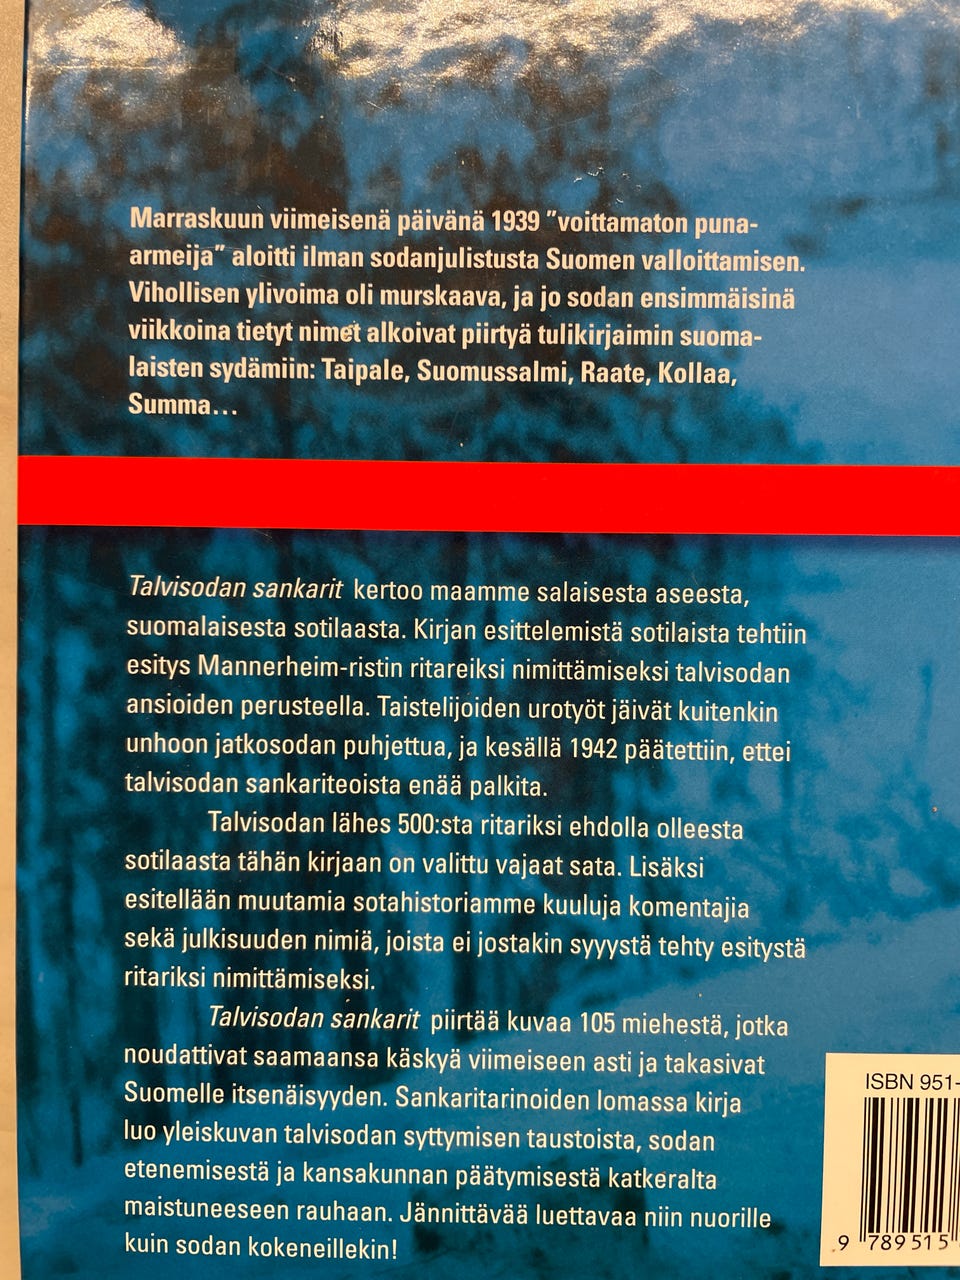 Marraskuun viimeisenä päivänä 1939 ”voittamaton puna-
armeija” aloitti ilman sodanjulistusta Suomen valloittamisen.
Vihollisen ylivoima oli murskaava, ja jo sodan ensimmäisinä
viikkoina tietyt nimet alkoivat piirtyä tulikirjaimin suoma-
laisten sydämiin: Taipale, Suomussalmi, Raate, Kollaa,
Summa...
Talvisodan sankarit kertoo maamme salaisesta aseesta,
suomalaisesta sotilaasta. Kirjan esittelemistä sotilaista tehtiin
esitys Mannerheim-ristin ritareiksi nimittämiseksi talvisodan
ansioiden perusteella. Taistelijoiden urotyöt jäivät kuitenkin
unhoon jatkosodan puhjettua, ja kesällä 1942 päätettiin, ettei
talvisodan sankariteoista enää palkita.
Talvisodan lähes 500:sta ritariksi ehdolla olleesta
sotilaasta tähän kirjaan on valittu vajaat sata. Lisäksi
esitellään muutamia sotahistoriamme kuuluja komentajia
sekä julkisuuden nimiä, joista ei jostakin syyystä tehty esitystä
ritariksi nimittämiseksi.
Talvisodan sankarit piirtää kuvaa 105 miehestä, jotka
noudattivat saamaansa käskyä viimeiseen asti ja takasivat
Suomelle itsenäisyyden. Sankaritarinoiden lomassa kirja
luo yleiskuvan talvisodan syttymisen taustoista, sodan
etenemisestä ja kansakunnan päätymisestä katkeralta
maistuneeseen rauhaan. Jännittävää luettavaa niin nuorille
kuin sodan kokeneillekin!
ISBN 951-
9 789515